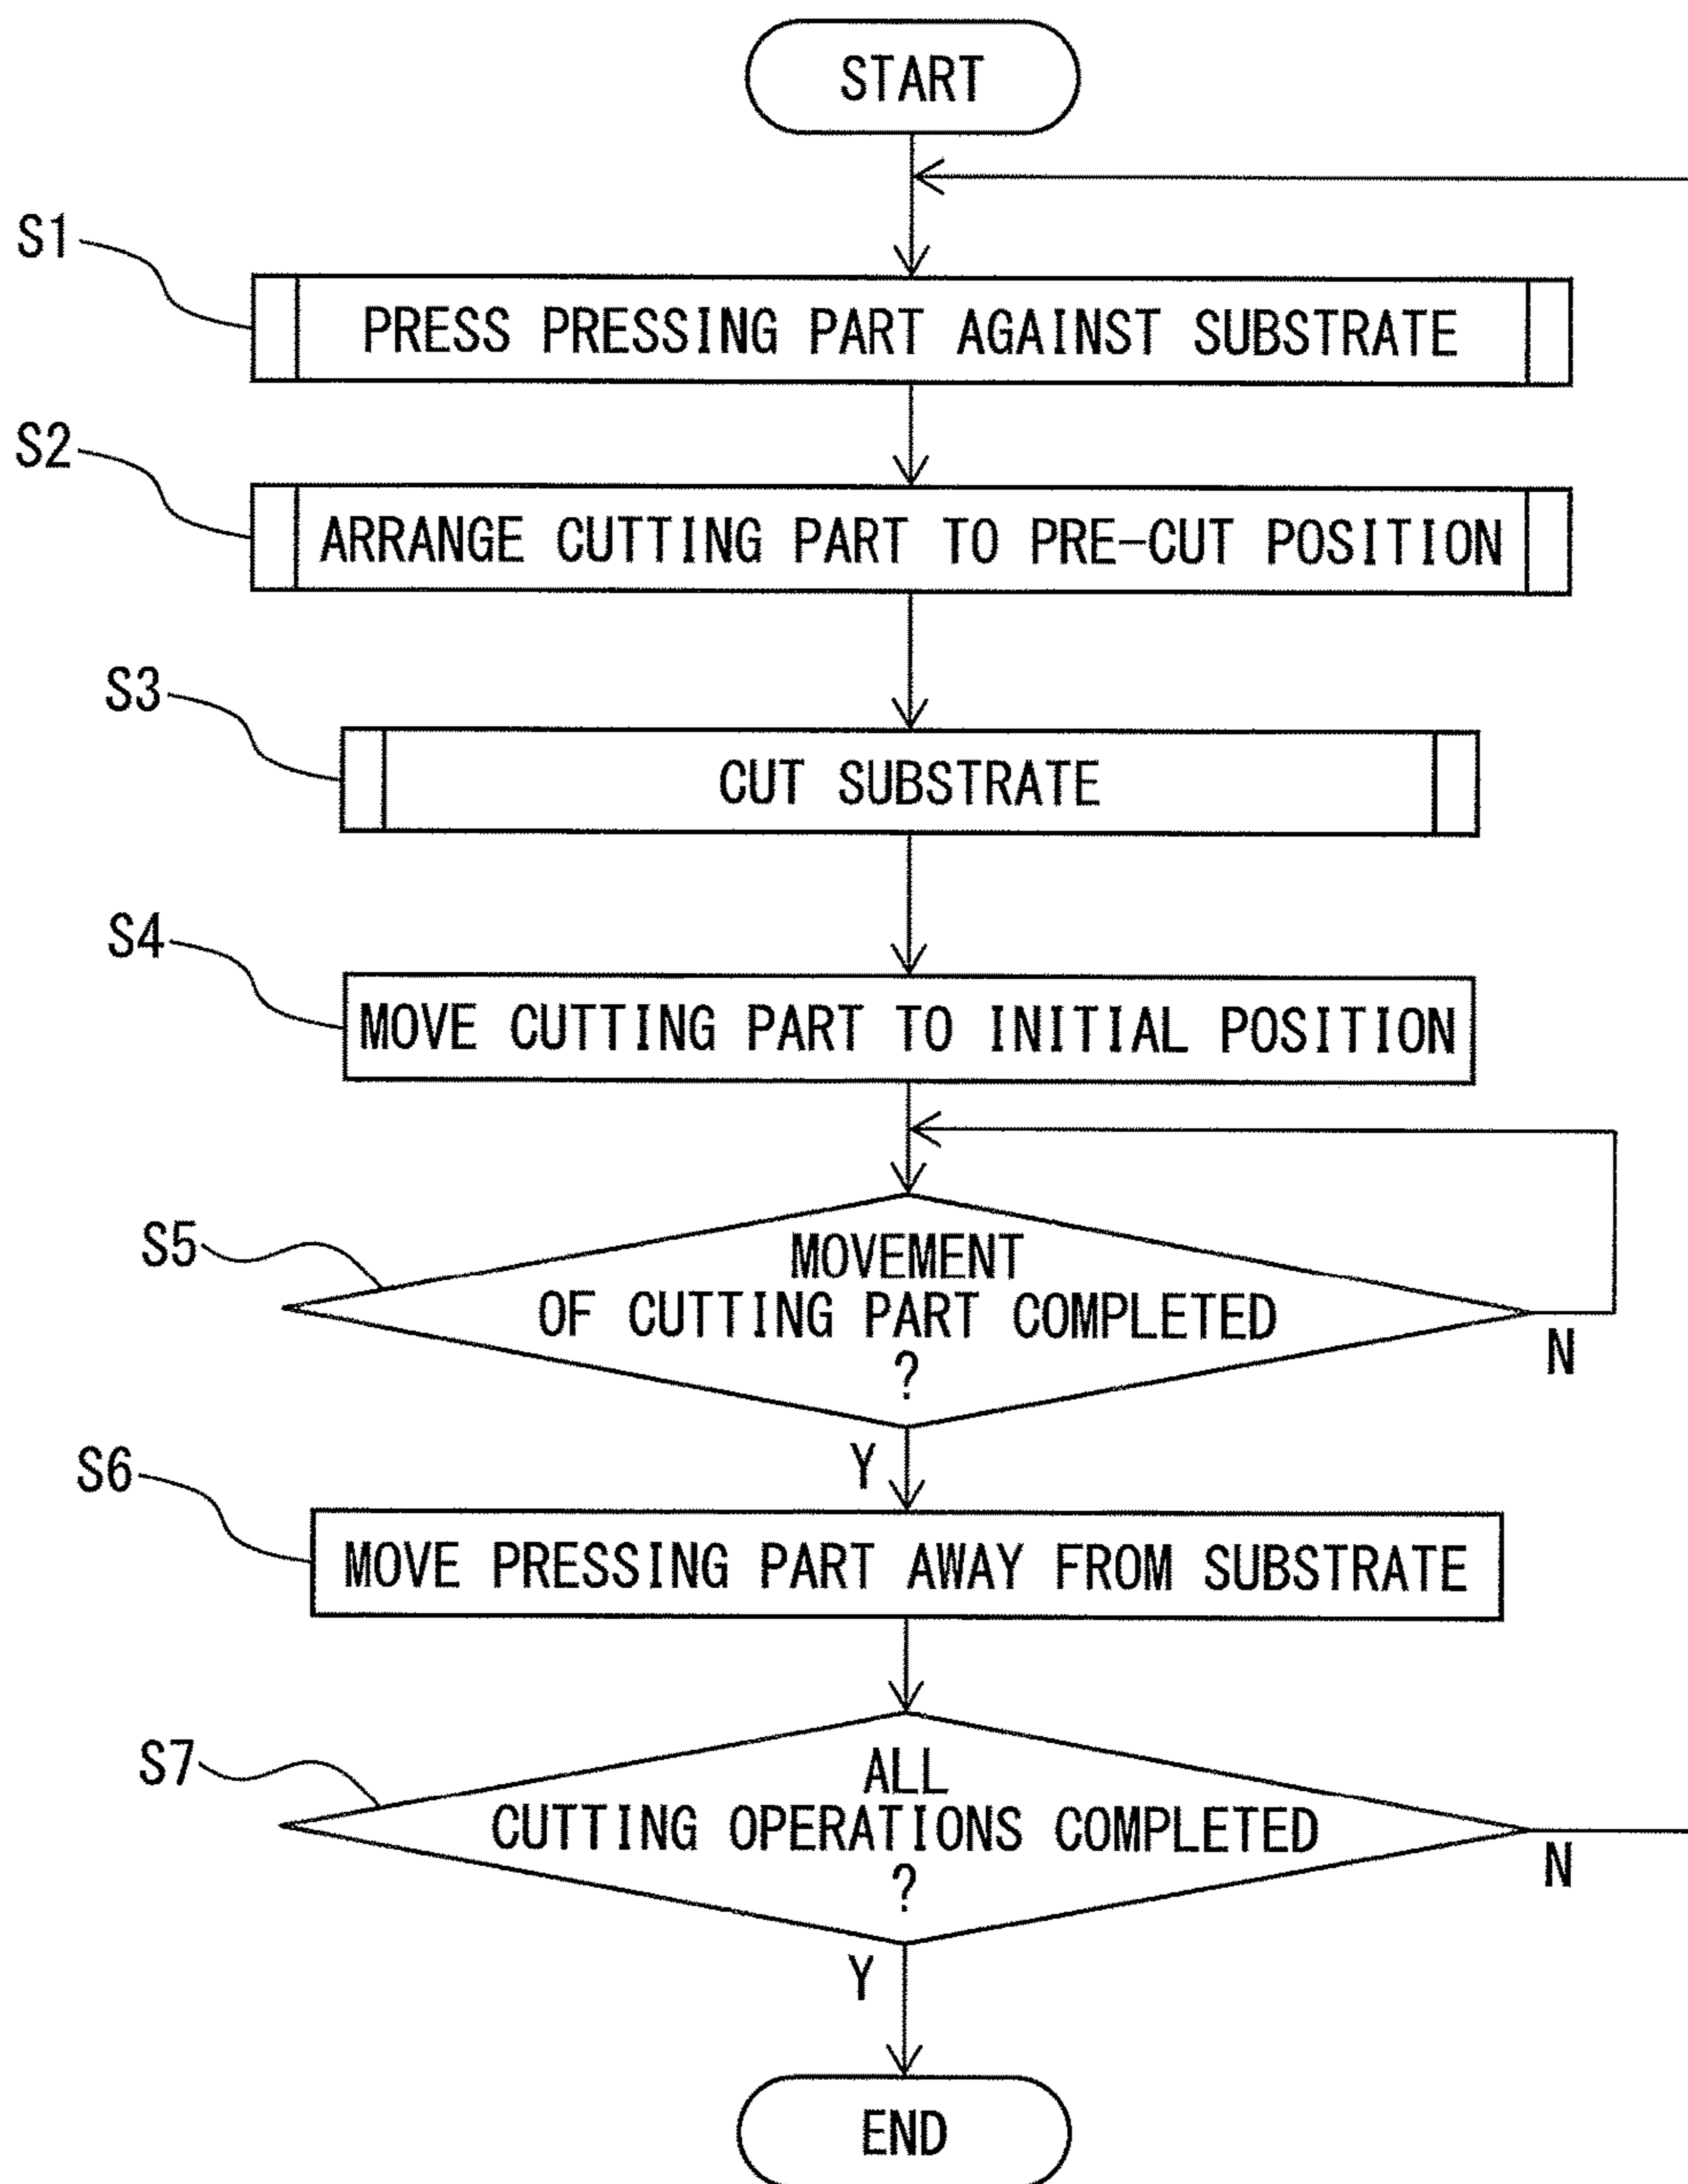 START
S1
PRESS PRESSING PART AGAINST SUBSTRATE
S2
ARRANGE CUTTING PART TO PRE-CUT POSITION
S3
CUT SUBSTRATE
S4
MOVE CUTTING PART TO INITIAL POSITION
S5
MOVEMENT
OF CUTTING PART COMPLETED
?
N
Y
S6
MOVE PRESSING PART AWAY FROM SUBSTRATE
S7
ALL
CUTTING OPERATIONS COMPLETED
?
N
Y
END